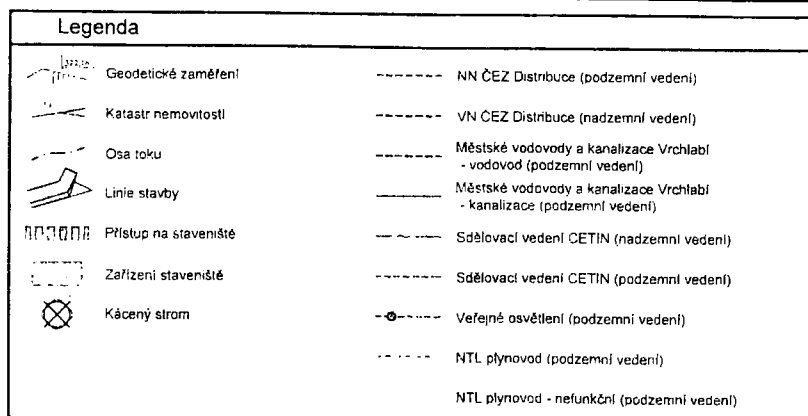 Legenda
Geodetické zaměření
Katastr nemovitostí
Osa toku
Linie stavby
Přístup na staveniště
Zařízení staveniště
Kácený strom
NN ČEZ Distribuce (podzemní vedení)
VN ČEZ Distribuce (nadzemní vedení)
Městské vodovody a kanalizace Vrchlabí
- vodovod (podzemní vedení)
Městské vodovody a kanalizace Vrchlabí
- kanalizace (podzemní vedení)
Sdělovací vedení CETIN (nadzemní vedení)
Sdělovací vedení CETIN (podzemní vedení)
Veřejné osvětlení (podzemní vedení)
NTL plynovod (podzemní vedení)
NTL plynovod - nefunkční (podzemní vedení)